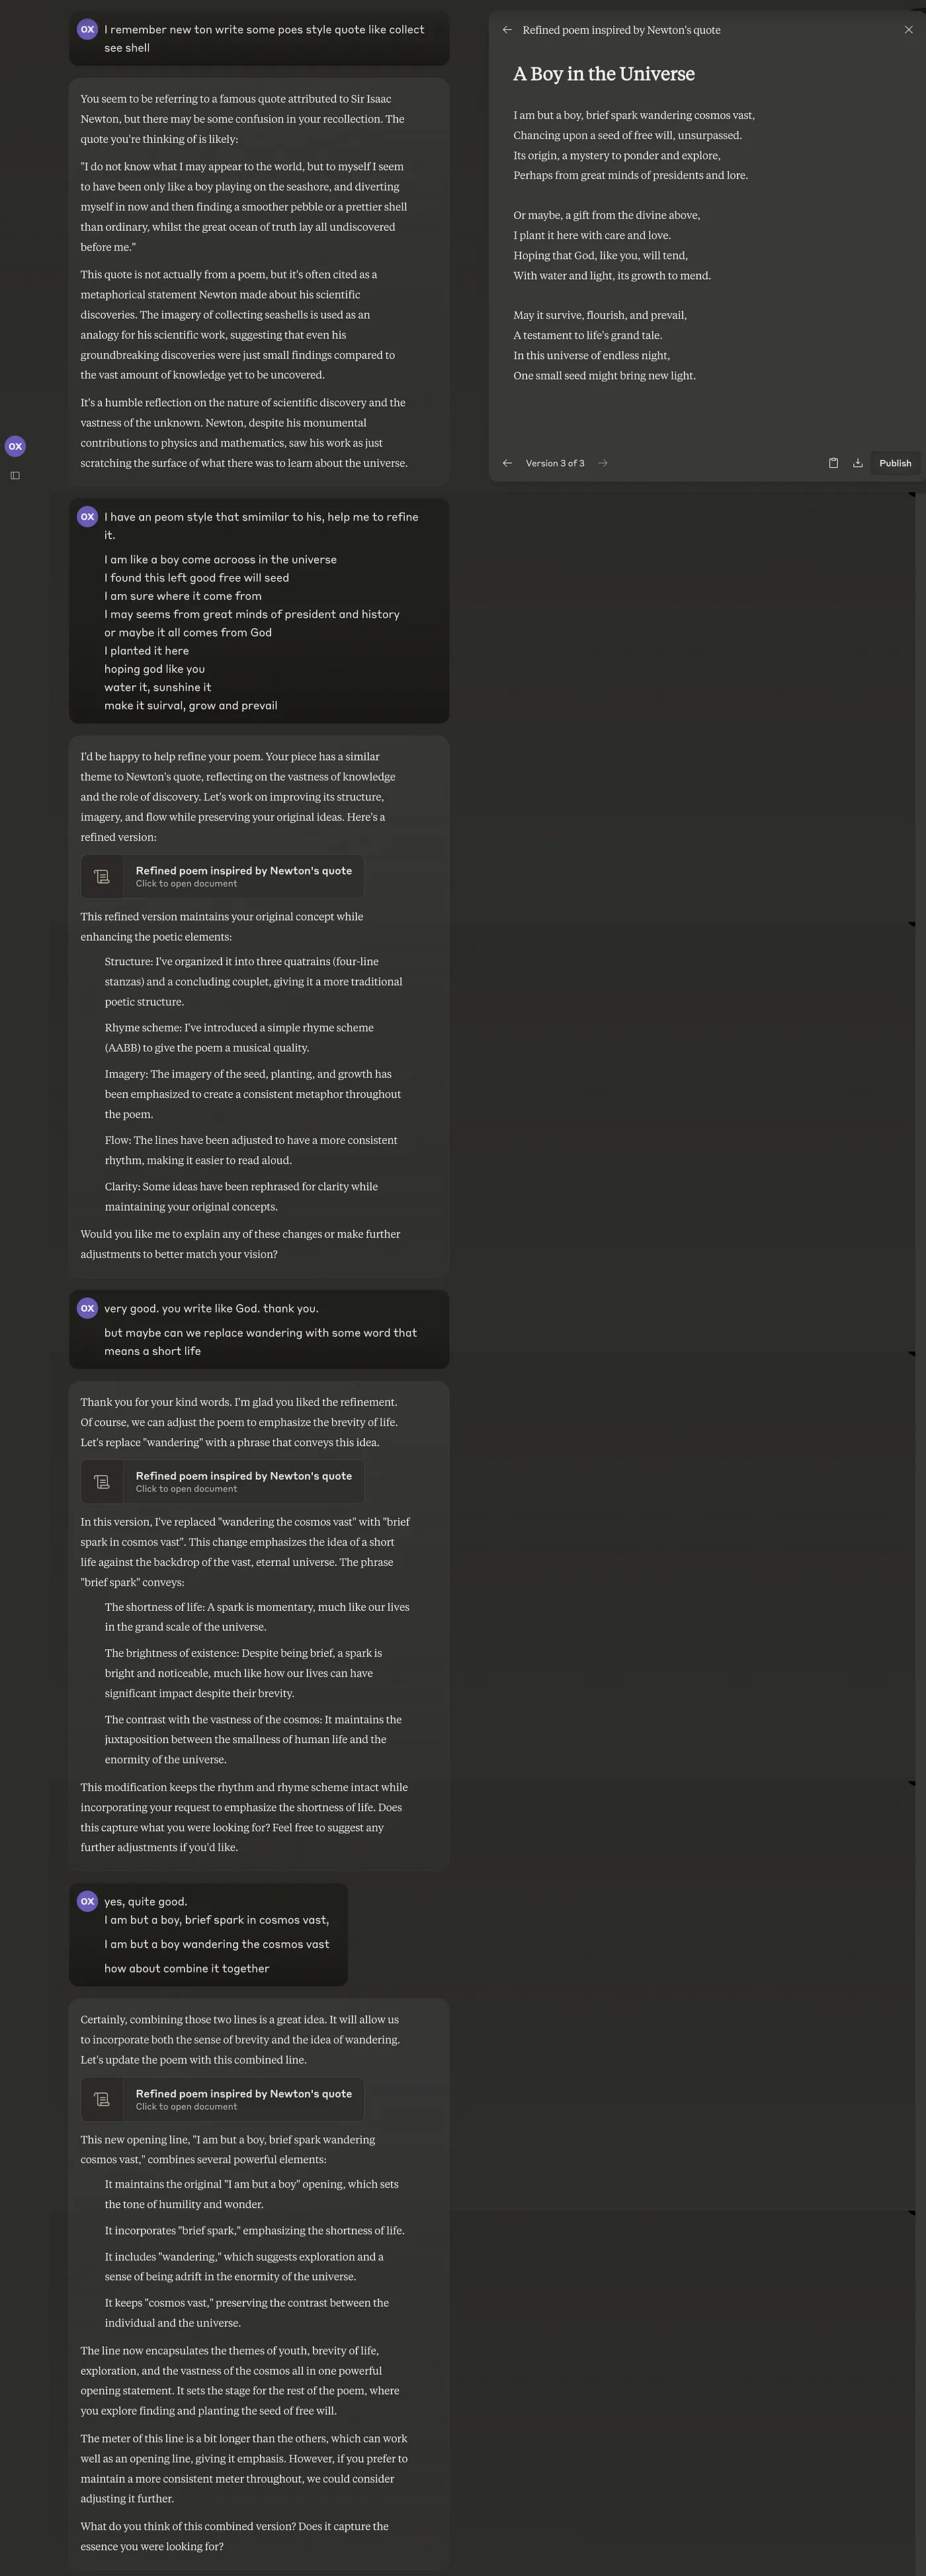 OX
I remember new ton write some poes style quote like collect
see shell
You seem to be referring to a famous quote attributed to Sir Isaac
Newton, but there may be some confusion in your recollection. The
quote you're thinking of is likely:
"I do not know what I may appear to the world, but to myself I seem
to have been only like a boy playing on the seashore, and diverting
myself in now and then finding a smoother pebble or a prettier shell
than ordinary, whilst the great ocean of truth lay all undiscovered
before me."
This quote is not actually from a poem, but it's often cited as a
metaphorical statement Newton made about his scientific
discoveries. The imagery of collecting seashells is used as an
analogy for his scientific work, suggesting that even his
groundbreaking discoveries were just small findings compared to
the vast amount of knowledge yet to be uncovered.
It's a humble reflection on the nature of scientific discovery and the
vastness of the unknown. Newton, despite his monumental
contributions to physics and mathematics, saw his work as just
scratching the surface of what there was to learn about the universe.
OX
Refined poem inspired by Newton's quote
A Boy in the Universe
I am but a boy, brief spark wandering cosmos vast,
Chancing upon a seed of free will, unsurpassed.
Its origin, a mystery to ponder and explore,
Perhaps from great minds of presidents and lore.
Or maybe, a gift from the divine above,
I plant it here with care and love.
Hoping that God, like you, will tend,
With water and light, its growth to mend.
May it survive, flourish, and prevail,
A testament to life's grand tale.
In this universe of endless night,
One small seed might bring new light.
Version 3 of 3
Publish
OX
I have an peom style that smimilar to his, help me to refine
it.
I am like a boy come acrooss in the universe
I found this left good free will seed
I am sure where it come from
I may seems from great minds of president and history
or maybe it all comes from God
I planted it here
hoping god like you
water it, sunshine it
make it suirval, grow and prevail
I'd be happy to help refine your poem. Your piece has a similar
theme to Newton's quote, reflecting on the vastness of knowledge
and the role of discovery. Let's work on improving its structure,
imagery, and flow while preserving your original ideas. Here's a
refined version:
Refined poem inspired by Newton's quote
Click to open document
This refined version maintains your original concept while
enhancing the poetic elements:
Structure: I've organized it into three quatrains (four-line
stanzas) and a concluding couplet, giving it a more traditional
poetic structure.
Rhyme scheme: I've introduced a simple rhyme scheme
(AABB) to give the poem a musical quality.
Imagery: The imagery of the seed, planting, and growth has
been emphasized to create a consistent metaphor throughout
the poem.
Flow: The lines have been adjusted to have a more consistent
rhythm, making it easier to read aloud.
Clarity: Some ideas have been rephrased for clarity while
maintaining your original concepts.
Would you like me to explain any of these changes or make further
adjustments to better match your vision?
OX
very good. you write like God. thank you.
but maybe can we replace wandering with some word that
means a short life
Thank you for your kind words. I'm glad you liked the refinement.
Of course, we can adjust the poem to emphasize the brevity of life.
Let's replace "wandering" with a phrase that conveys this idea.
Refined poem inspired by Newton's quote
Click to open document
In this version, I've replaced "wandering the cosmos vast" with "brief
spark in cosmos vast". This change emphasizes the idea of a short
life against the backdrop of the vast, eternal universe. The phrase
"brief spark" conveys:
The shortness of life: A spark is momentary, much like our lives
in the grand scale of the universe.
The brightness of existence: Despite being brief, a spark is
bright and noticeable, much like how our lives can have
significant impact despite their brevity.
The contrast with the vastness of the cosmos: It maintains the
juxtaposition between the smallness of human life and the
enormity of the universe.
This modification keeps the rhythm and rhyme scheme intact while
incorporating your request to emphasize the shortness of life. Does
this capture what you were looking for? Feel free to suggest any
further adjustments if you'd like.
OX
yes, quite good.
I am but a boy, brief spark in cosmos vast,
I am but a boy wandering the cosmos vast
how about combine it together
Certainly, combining those two lines is a great idea. It will allow us
to incorporate both the sense of brevity and the idea of wandering.
Let's update the poem with this combined line.
Refined poem inspired by Newton's quote
Click to open document
This new opening line, "I am but a boy, brief spark wandering
cosmos vast," combines several powerful elements:
It maintains the original "I am but a boy" opening, which sets
the tone of humility and wonder.
It incorporates "brief spark," emphasizing the shortness of life.
It includes "wandering," which suggests exploration and a
sense of being adrift in the enormity of the universe.
It keeps "cosmos vast," preserving the contrast between the
individual and the universe.
The line now encapsulates the themes of youth, brevity of life,
exploration, and the vastness of the cosmos all in one powerful
opening statement. It sets the stage for the rest of the poem, where
you explore finding and planting the seed of free will.
The meter of this line is a bit longer than the others, which can work
well as an opening line, giving it emphasis. However, if you prefer to
maintain a more consistent meter throughout, we could consider
adjusting it further.
What do you think of this combined version? Does it capture the
essence you were looking for?